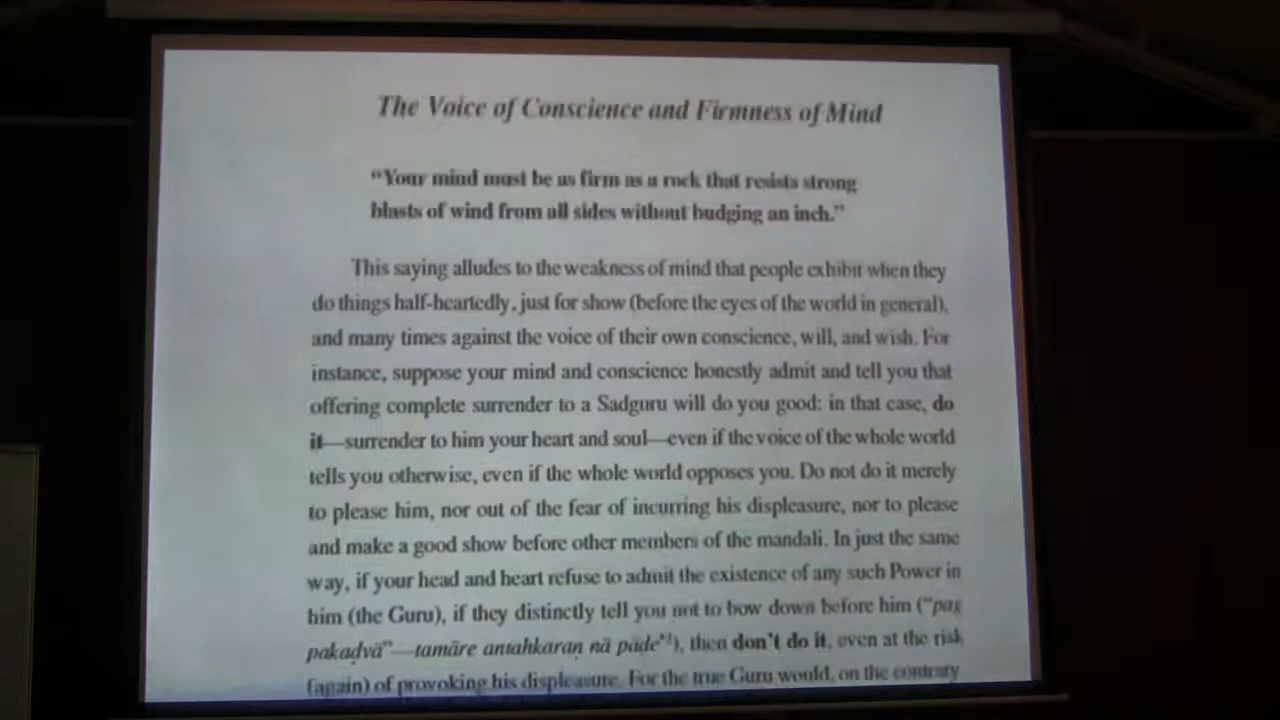 The Voice of Conscience and Firmness of Mind
“Your mind must be as firm as a rock that resists strong
blasts of wind from all sides without budging an inch.”
This saying alludes to the weakness of mind that people exhibit when they
do things half-heartedly, just for show (before the eyes of the world in general),
and many times against the voice of their own conscience, will, and wish. For
instance, suppose your mind and conscience honestly admit and tell you that
offering complete surrender to a Sadguru will do you good: in that case, do
it—surrender to him your heart and soul—even if the voice of the whole world
tells you otherwise, even if the whole world opposes you. Do not do it merely
to please him, nor out of the fear of incurring his displeasure, nor to please
and make a good show before other members of the mandali. In just the same
way, if your head and heart refuse to admit the existence of any such Power in
him (the Guru), if they distinctly tell you not to bow down before him (“pag
pakaḍvā”—tamāre antahkaraṇ nā pāde), then don’t do it, even at the risk
(again) of provoking his displeasure. For the true Guru would, on the contrary